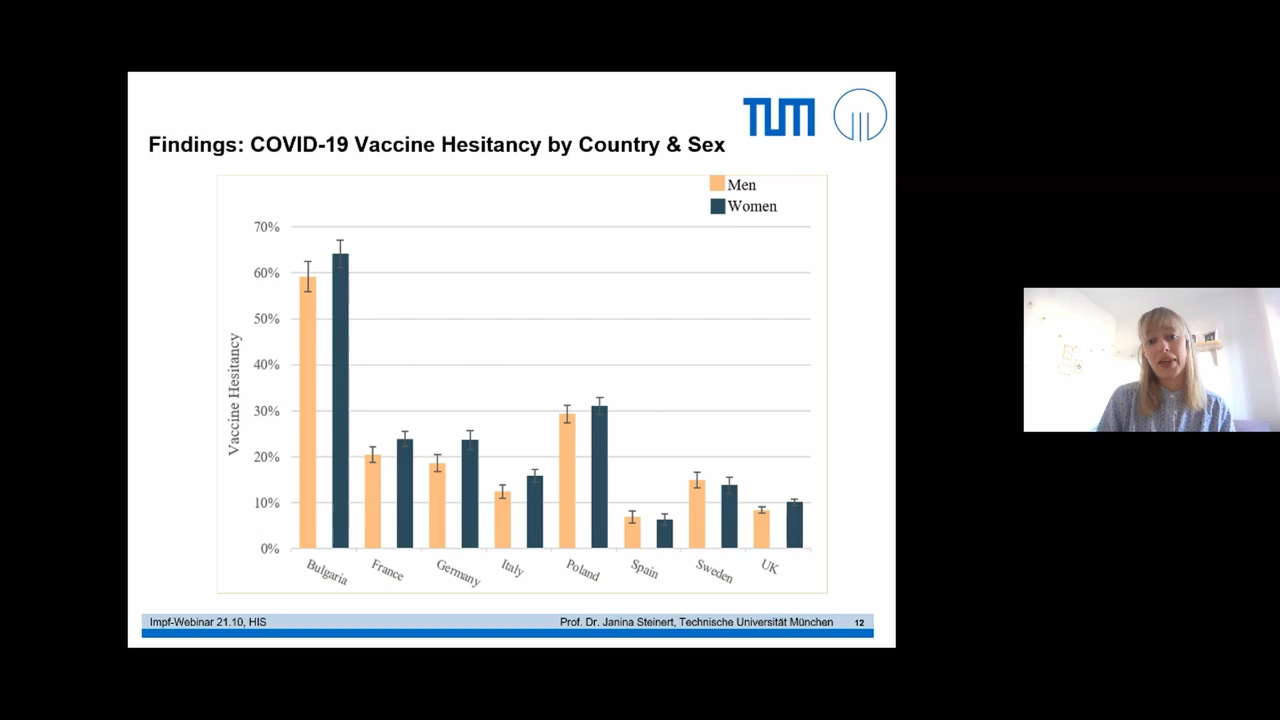 TUM
Findings: COVID-19 Vaccine Hesitancy by Country & Sex
Men
Women
70%
60%
50%
40%
30%
20%
10%
0%
Vaccine Hesitancy
Bulgaria
France
Germany
Italy
Poland
Spain
Sweden
UK
Impf-Webinar 21.10, HIS
Prof. Dr. Janina Steinert, Technische Universität München
12